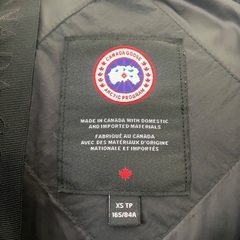 CANADA GOOSE
ARCTIC PROGRAM
MADE IN CANADA WITH DOMESTIC
AND IMPORTED MATERIALS
FABRIQUÉ AU CANADA
AVEC DES MATÉRIAUX D'ORIGINE
NATIONALE ET IMPORTÉS
XS TP
165/84A